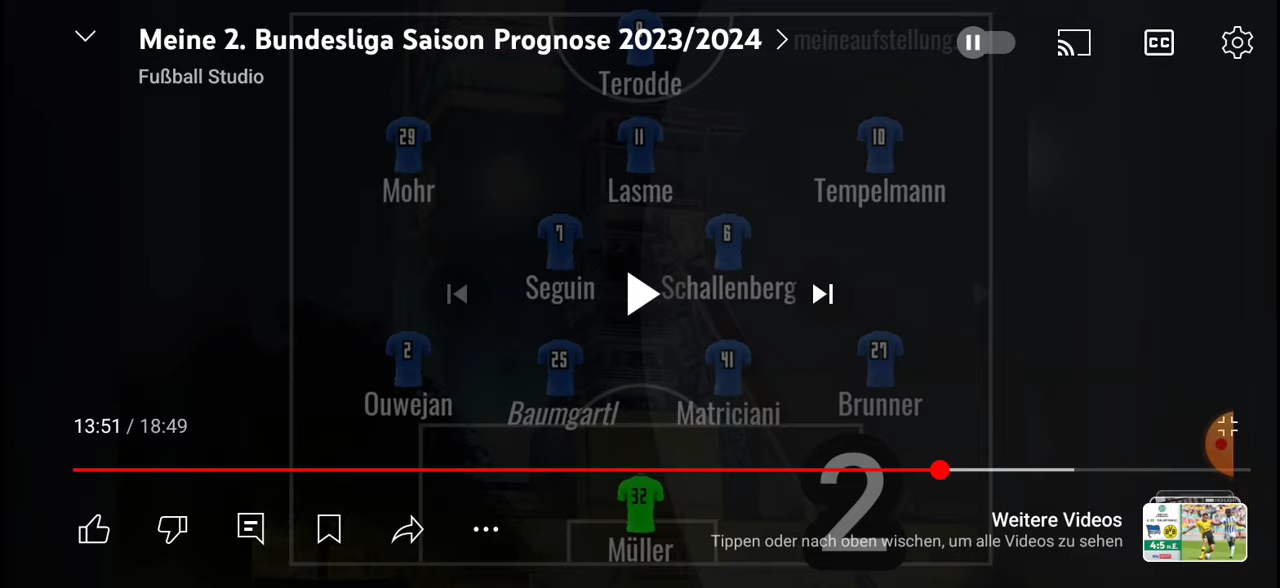 Meine 2. Bundesliga Saison Prognose 2023/2024
meineaufstellung.
CC
Fußball Studio
9
Terodde
29
11
10
Mohr
Lasme
Tempelmann
7
6
Seguin
Schallenberg
2
25
41
27
Ouwejan
Baumgartl
Matriciani
Brunner
13:51 / 18:49
2
32
Müller
Weitere Videos
Tippen oder nach oben wischen, um alle Videos zu sehen
4:5 n.E.